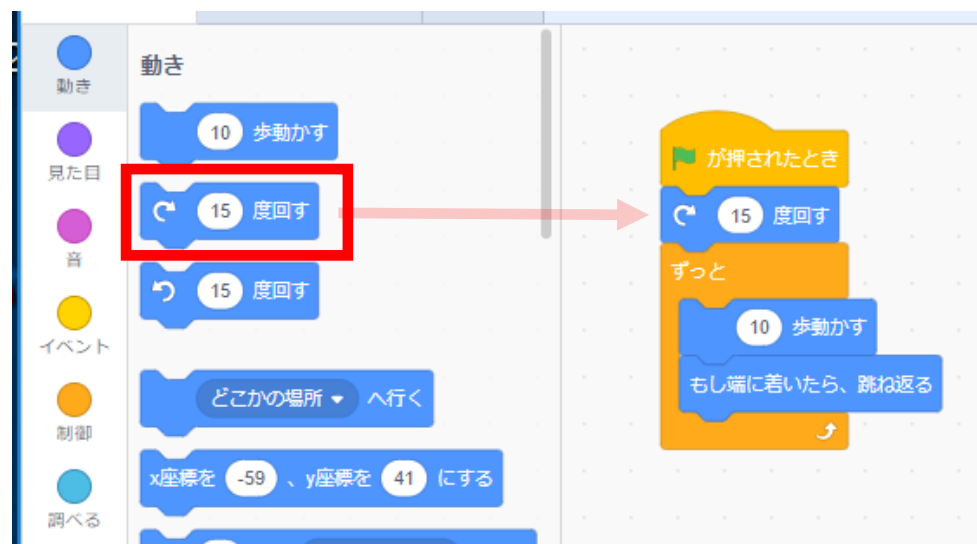 動き
見た目
音
イベント
制御
調べる
動き
10 歩動かす
15 度回す
15 度回す
どこかの場所 へ行く
x座標を -59 、y座標を 41 にする
が押されたとき
15 度回す
ずっと
10 歩動かす
もし端に着いたら、跳ね返る